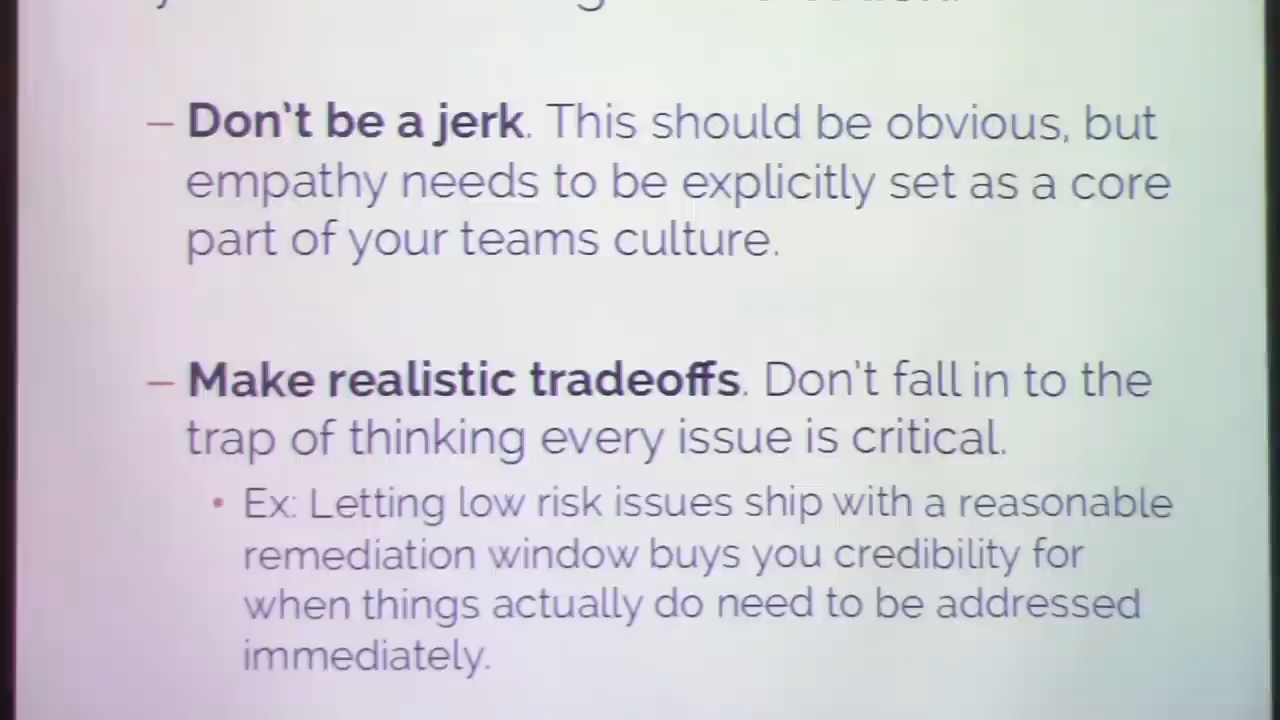 – Don't be a jerk. This should be obvious, but
empathy needs to be explicitly set as a core
part of your teams culture.
– Make realistic tradeoffs. Don't fall in to the
trap of thinking every issue is critical.
• Ex: Letting low risk issues ship with a reasonable
remediation window buys you credibility for
when things actually do need to be addressed
immediately.